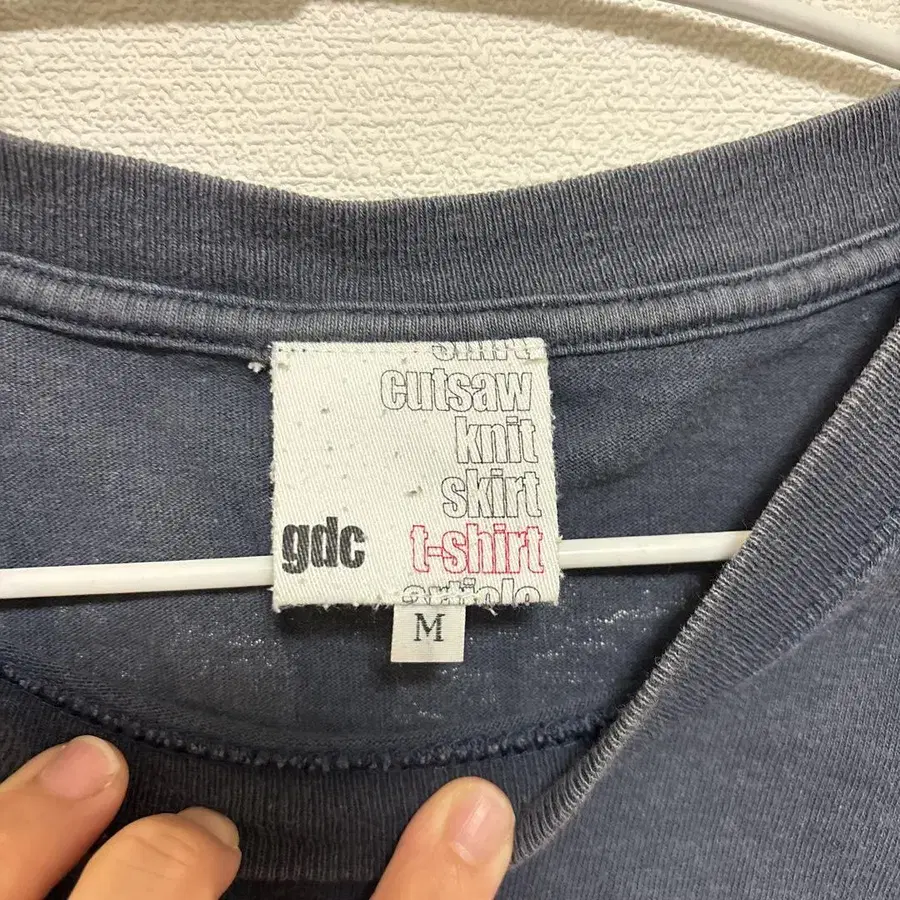 cutsaw
knit
skirt
gdc t-shirt
M